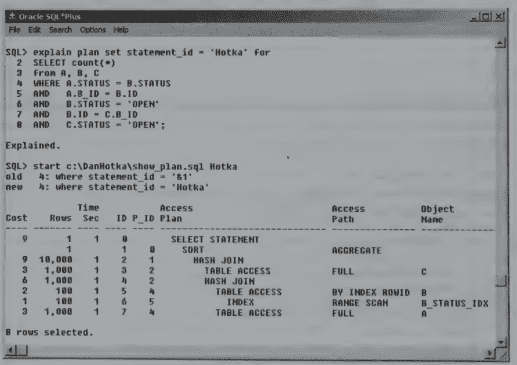 Oracle SQL*Plus
File Edit Search Options Help
SQL> explain plan set statement_id = 'Hotka' for
2 SELECT count(*)
3 from A, B, C
4 WHERE A.STATUS = B.STATUS
5 AND A.B_ID = B.ID
6 AND B.STATUS = 'OPEN'
7 AND B.ID = C.B_ID
8 AND C.STATUS = 'OPEN';
Explained.
SQL> start c:\DanHotka\show_plan.sql Hotka
old 4: where statement_id = '&1'
new 4: where statement_id = 'Hotka'
Time Access Access Object
Cost Rows Sec ID P_ID Plan Path Name
9 1 1 0 SELECT STATEMENT
1 1 0 SORT AGGREGATE
9 10,000 1 2 1 HASH JOIN
3 1,000 1 3 2 TABLE ACCESS FULL C
6 1,000 1 4 2 HASH JOIN
2 100 1 5 4 TABLE ACCESS BY INDEX ROWID B
1 100 1 6 5 INDEX RANGE SCAN B_STATUS_IDX
3 1,000 1 7 4 TABLE ACCESS FULL A
8 rows selected.